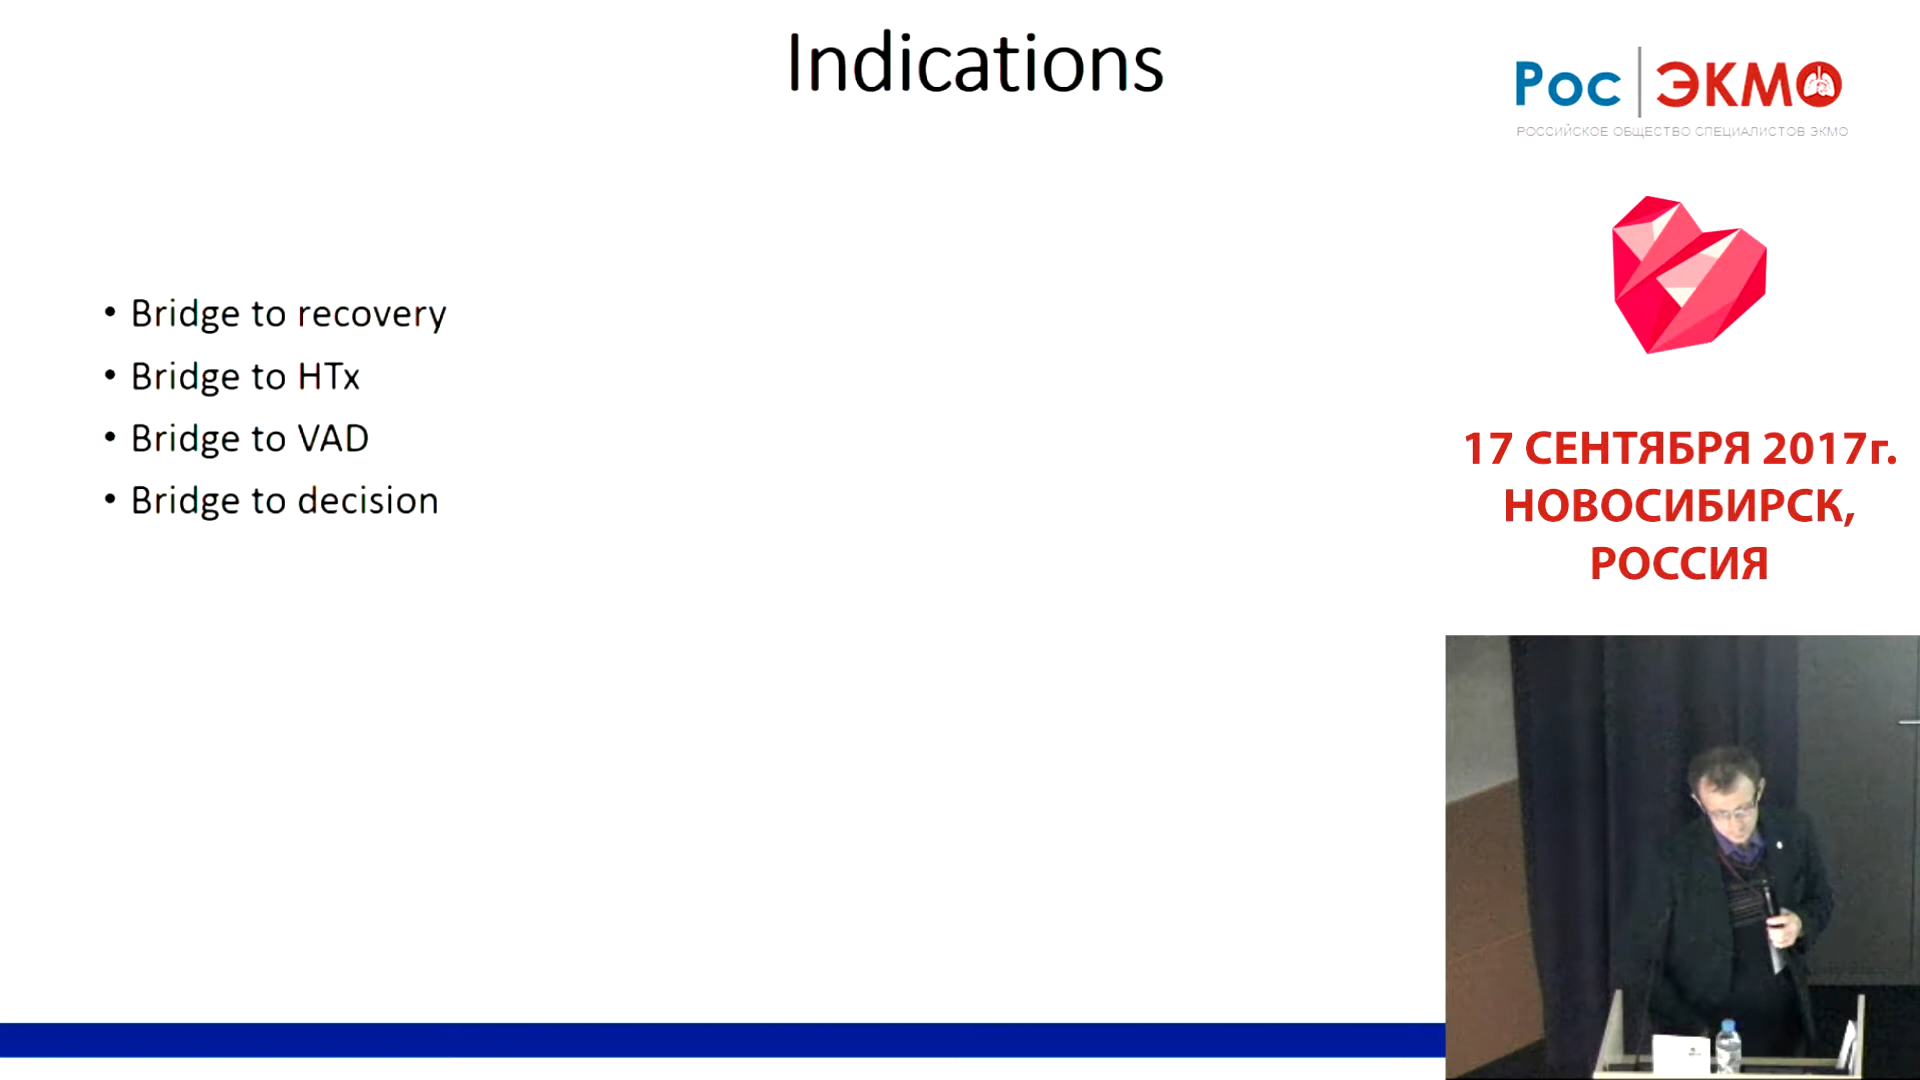 Indications
Рос ЭКМО
РОССИЙСКОЕ ОБЩЕСТВО СПЕЦИАЛИСТОВ ЭКМО
• Bridge to recovery
• Bridge to HTx
• Bridge to VAD
• Bridge to decision
17 СЕНТЯБРЯ 2017г.
НОВОСИБИРСК,
РОССИЯ